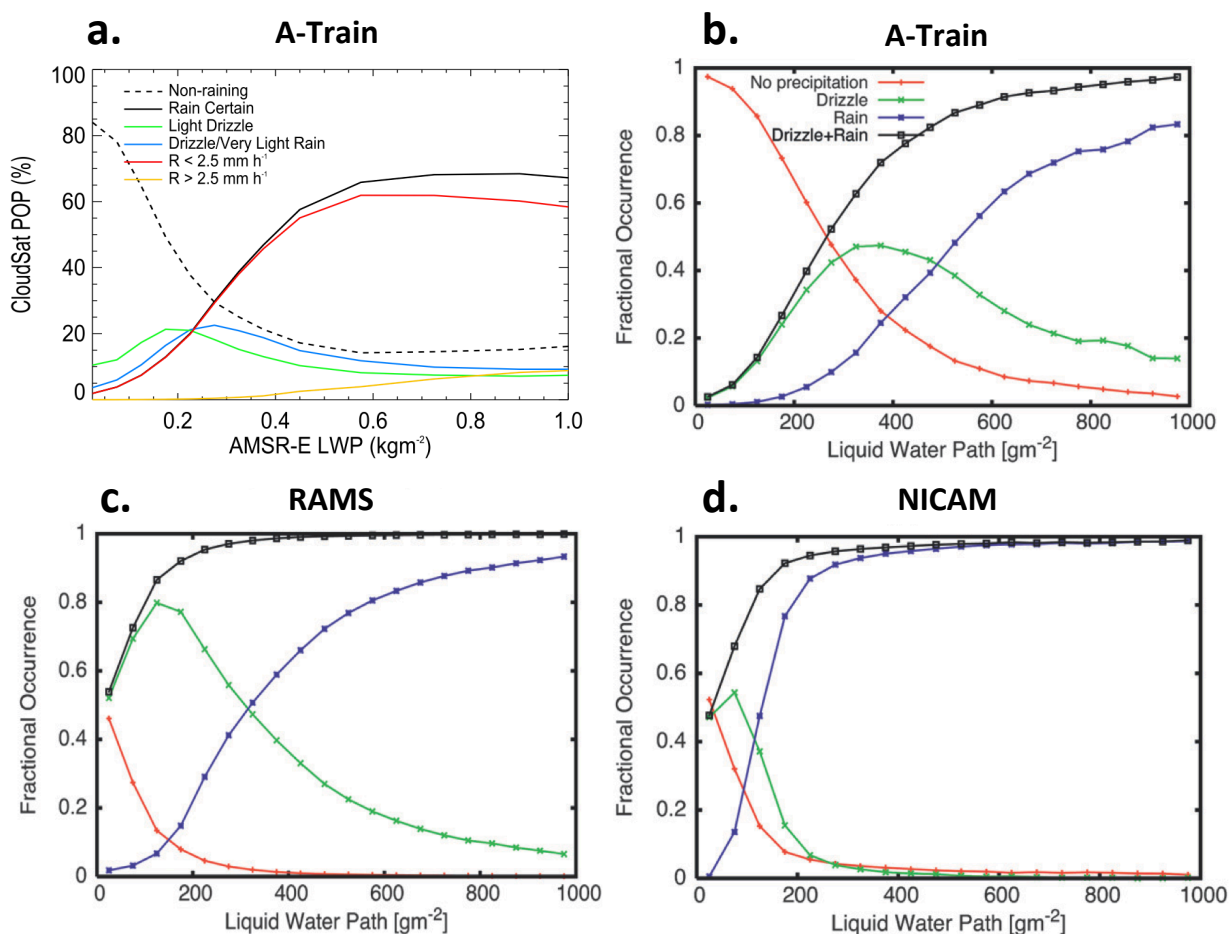 a.
A-Train
100
80
60
40
20
0
CloudSat POP (%)
Non-raining
Rain Certain
Light Drizzle
Drizzle/Very Light Rain
R < 2.5 mm h⁻¹
R > 2.5 mm h⁻¹
0.2
0.4
0.6
0.8
1.0
AMSR-E LWP (kgm⁻²)
b.
A-Train
1
0.8
0.6
0.4
0.2
0
Fractional Occurrence
No precipitation
Drizzle
Rain
Drizzle+Rain
0
200
400
600
800
1000
Liquid Water Path [gm⁻²]
c.
RAMS
1
0.8
0.6
0.4
0.2
0
Fractional Occurrence
0
200
400
600
800
1000
Liquid Water Path [gm⁻²]
d.
NICAM
1
0.8
0.6
0.4
0.2
0
Fractional Occurrence
0
200
400
600
800
1000
Liquid Water Path [gm⁻²]